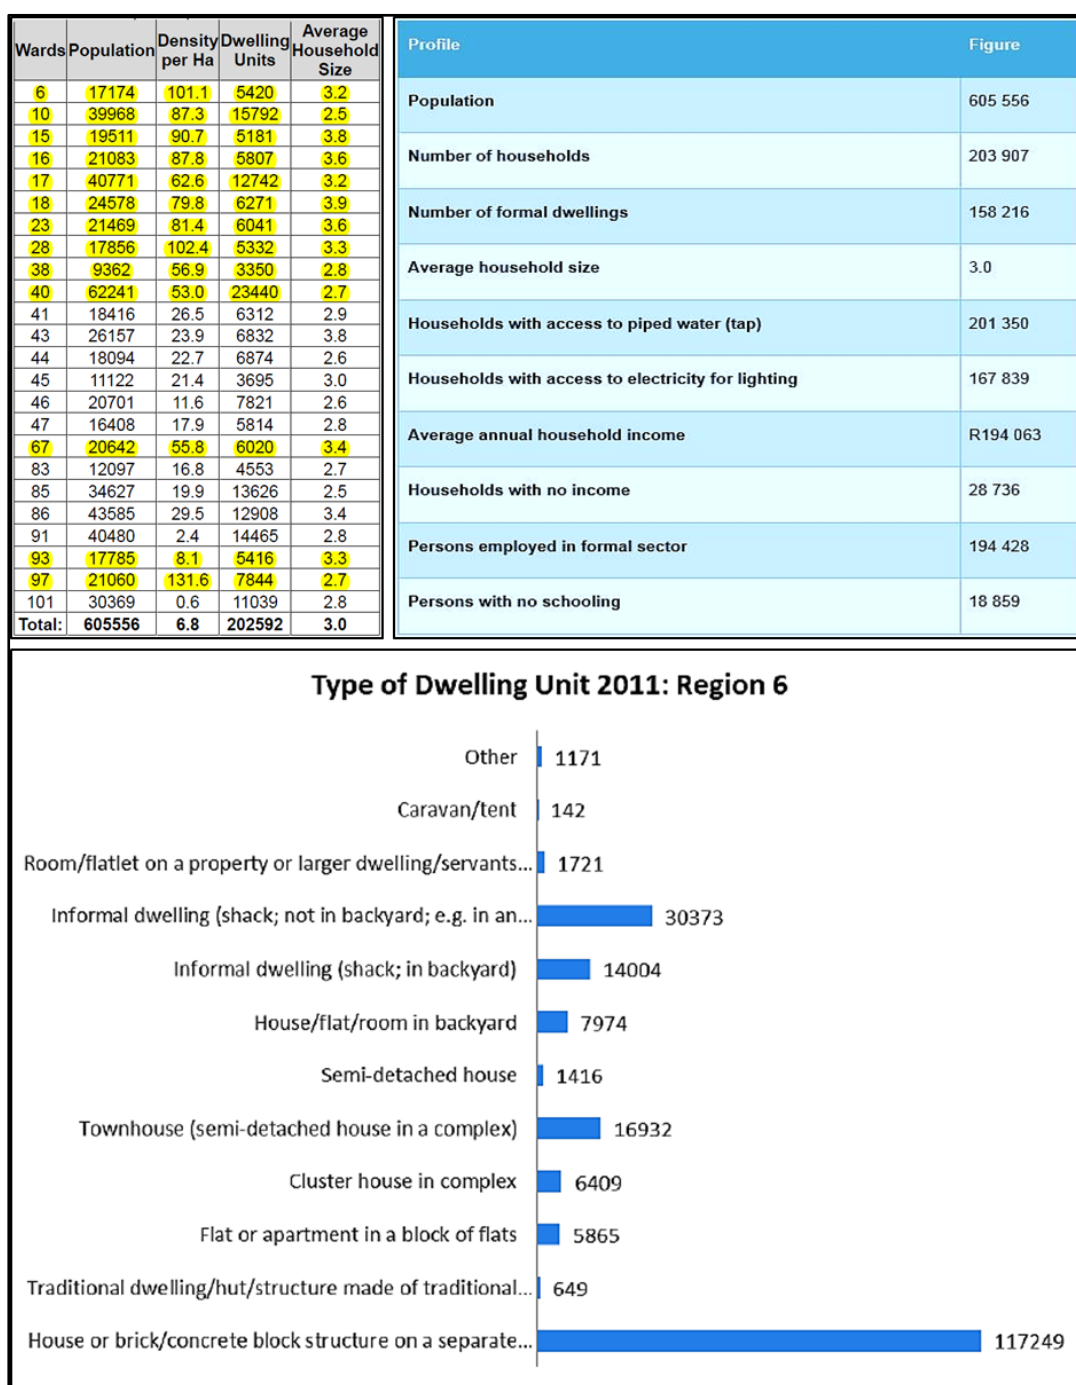 Wards Population Density per Ha Dwelling Units Average Household Size
6 17174 101.1 5420 3.2
10 39968 87.3 15792 2.5
15 19511 90.7 5181 3.8
16 21083 87.8 5807 3.6
17 40771 62.6 12742 3.2
18 24578 79.8 6271 3.9
23 21469 81.4 6041 3.6
28 17856 102.4 5332 3.3
38 9362 56.9 3350 2.8
40 62241 53.0 23440 2.7
41 18416 26.5 6312 2.9
43 26157 23.9 6832 3.8
44 18094 22.7 6874 2.6
45 11122 21.4 3695 3.0
46 20701 11.6 7821 2.6
47 16408 17.9 5814 2.8
67 20642 55.8 6020 3.4
83 12097 16.8 4553 2.7
85 34627 19.9 13626 2.5
86 43585 29.5 12908 3.4
91 40480 2.4 14465 2.8
93 17785 8.1 5416 3.3
97 21060 131.6 7844 2.7
101 30369 0.6 11039 2.8
Total: 605556 6.8 202592 3.0
Profile Figure
Population 605 556
Number of households 203 907
Number of formal dwellings 158 216
Average household size 3.0
Households with access to piped water (tap) 201 350
Households with access to electricity for lighting 167 839
Average annual household income R194 063
Households with no income 28 736
Persons employed in formal sector 194 428
Persons with no schooling 18 859
Type of Dwelling Unit 2011: Region 6
Other 1171
Caravan/tent 142
Room/flatlet on a property or larger dwelling/servants... 1721
Informal dwelling (shack; not in backyard; e.g. in an... 30373
Informal dwelling (shack; in backyard) 14004
House/flat/room in backyard 7974
Semi-detached house 1416
Townhouse (semi-detached house in a complex) 16932
Cluster house in complex 6409
Flat or apartment in a block of flats 5865
Traditional dwelling/hut/structure made of traditional... 649
House or brick/concrete block structure on a separate... 117249